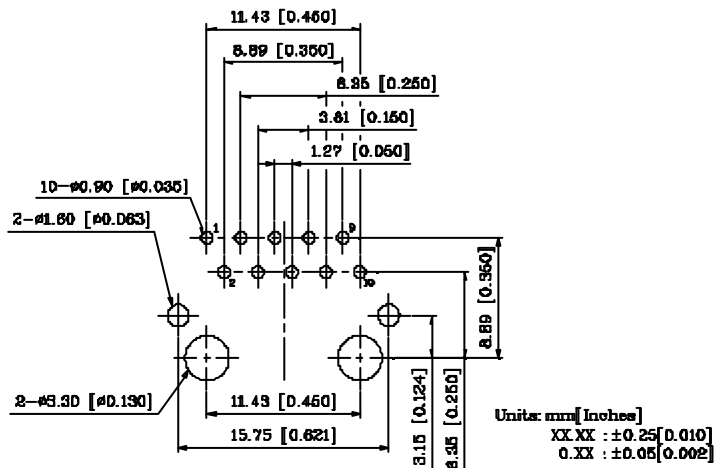 11.43 [0.450]
8.89 [0.350]
6.35 [0.250]
3.81 [0.150]
1.27 [0.050]
10-ø0.90 [ø0.035]
2-ø1.60 [ø0.063]
1
9
2
10
8.89 [0.350]
2-ø3.30 [ø0.130]
11.43 [0.450]
15.75 [0.621]
3.15 [0.124]
6.35 [0.250]
Units: mm[Inches]
XX.XX : ±0.25[0.010]
0.XX : ±0.05[0.002]